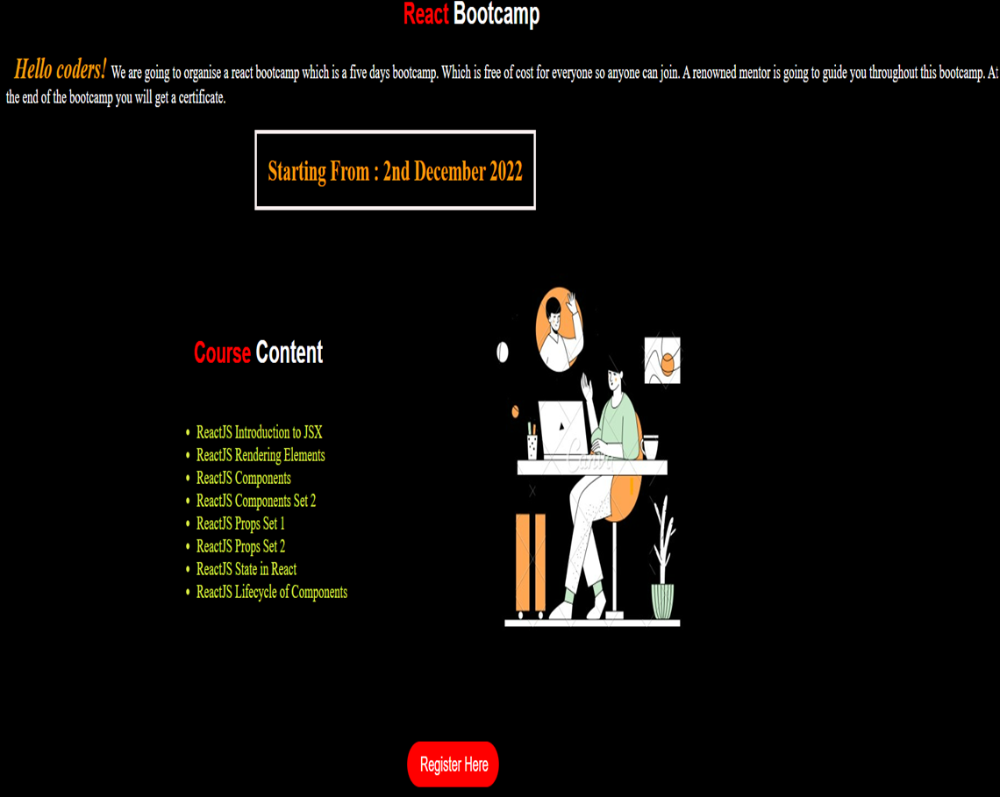 React Bootcamp
Hello coders! We are going to organise a react bootcamp which is a five days bootcamp. Which is free of cost for everyone so anyone can join. A renowned mentor is going to guide you throughout this bootcamp. At
the end of the bootcamp you will get a certificate.
Starting From : 2nd December 2022
Course Content
• ReactJS Introduction to JSX
• ReactJS Rendering Elements
• ReactJS Components
• ReactJS Components Set 2
• ReactJS Props Set 1
• ReactJS Props Set 2
• ReactJS State in React
• ReactJS Lifecycle of Components
Register Here